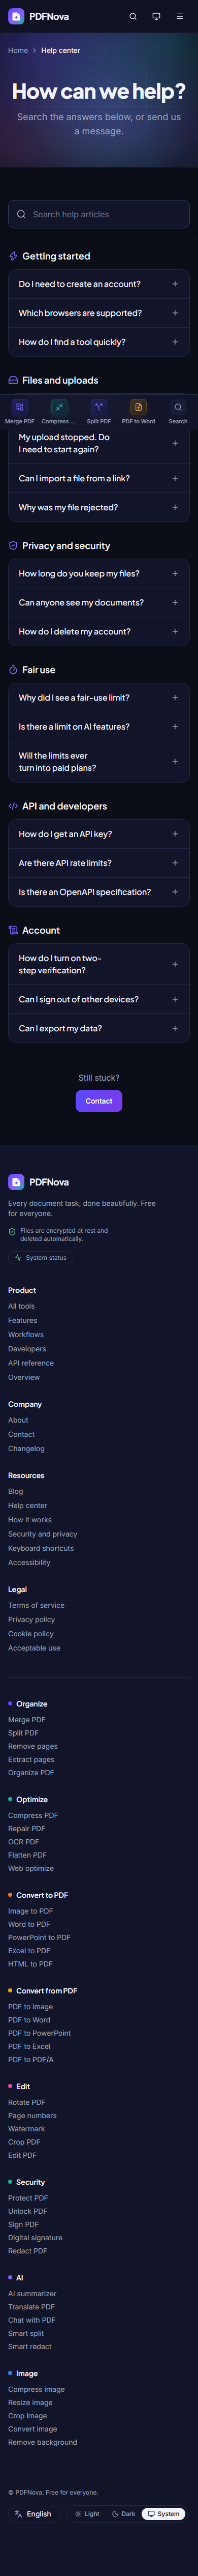 PDFNova
Home > Help center
How can we help?
Search the answers below, or send us
a message.
Search help articles
Getting started
Do I need to create an account?
Which browsers are supported?
How do I find a tool quickly?
Files and uploads
Merge PDF
Compress ...
Split PDF
PDF to Word
Search
My upload stopped. Do
I need to start again?
Can I import a file from a link?
Why was my file rejected?
Privacy and security
How long do you keep my files?
Can anyone see my documents?
How do I delete my account?
Fair use
Why did I see a fair-use limit?
Is there a limit on AI features?
Will the limits ever
turn into paid plans?
API and developers
How do I get an API key?
Are there API rate limits?
Is there an OpenAPI specification?
Account
How do I turn on two-
step verification?
Can I sign out of other devices?
Can I export my data?
Still stuck?
Contact
PDFNova
Every document task, done beautifully. Free
for everyone.
Files are encrypted at rest and
deleted automatically.
System status
Product
All tools
Features
Workflows
Developers
API reference
Overview
Company
About
Contact
Changelog
Resources
Blog
Help center
How it works
Security and privacy
Keyboard shortcuts
Accessibility
Legal
Terms of service
Privacy policy
Cookie policy
Acceptable use
Organize
Merge PDF
Split PDF
Remove pages
Extract pages
Organize PDF
Optimize
Compress PDF
Repair PDF
OCR PDF
Flatten PDF
Web optimize
Convert to PDF
Image to PDF
Word to PDF
PowerPoint to PDF
Excel to PDF
HTML to PDF
Convert from PDF
PDF to image
PDF to Word
PDF to PowerPoint
PDF to Excel
PDF to PDF/A
Edit
Rotate PDF
Page numbers
Watermark
Crop PDF
Edit PDF
Security
Protect PDF
Unlock PDF
Sign PDF
Digital signature
Redact PDF
AI
AI summarizer
Translate PDF
Chat with PDF
Smart split
Smart redact
Image
Compress image
Resize image
Crop image
Convert image
Remove background
© PDFNova. Free for everyone.
English
Light
Dark
System